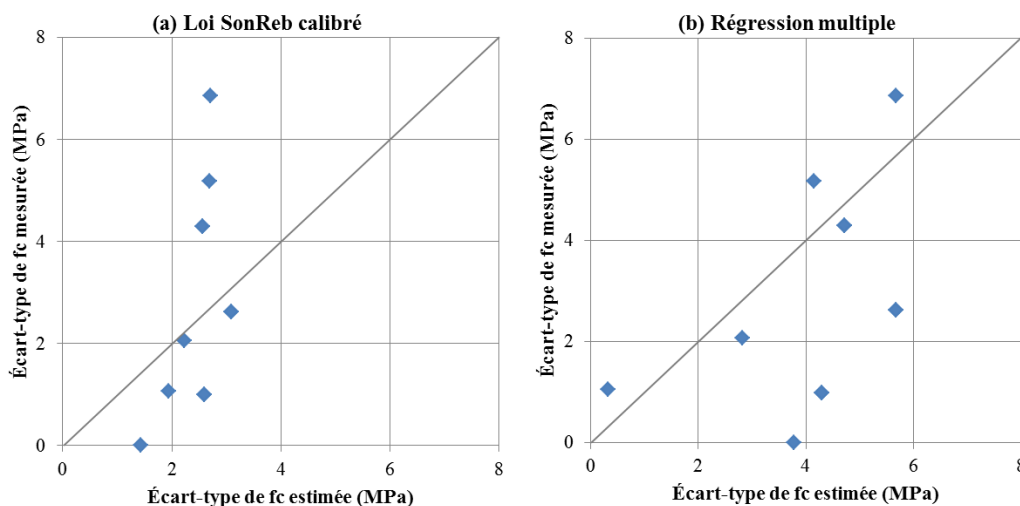 (a) Loi SonReb calibré
8
6
4
2
0
0 2 4 6 8
Écart-type de fc mesurée (MPa)
Écart-type de fc estimée (MPa)
(b) Régression multiple
8
6
4
2
0
0 2 4 6 8
Écart-type de fc mesurée (MPa)
Écart-type de fc estimée (MPa)